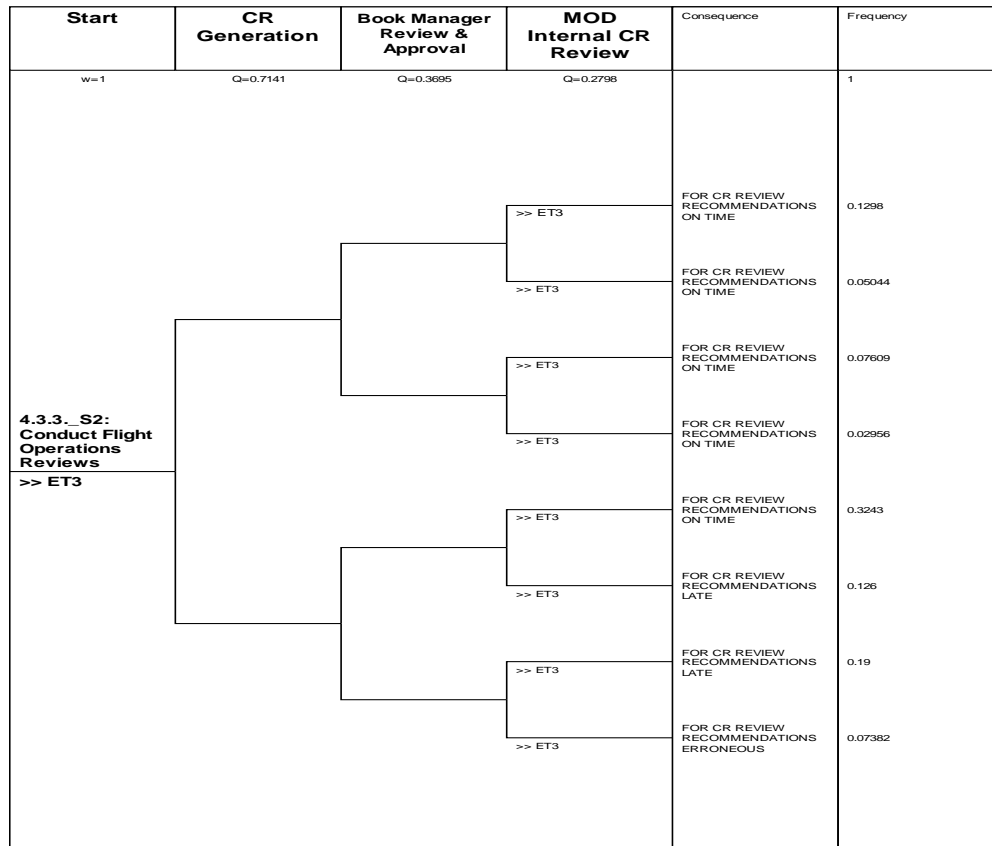 Start
CR
Generation
Book Manager
Review &
Approval
MOD
Internal CR
Review
Consequence
Frequency
w=1
Q=0.7141
Q=0.3695
Q=0.2798
1
>> ET3
FOR CR REVIEW
RECOMMENDATIONS
ON TIME
0.1298
>> ET3
FOR CR REVIEW
RECOMMENDATIONS
ON TIME
0.05044
>> ET3
FOR CR REVIEW
RECOMMENDATIONS
ON TIME
0.07609
4.3.3._S2:
Conduct Flight
Operations
Reviews
>> ET3
>> ET3
FOR CR REVIEW
RECOMMENDATIONS
ON TIME
0.02956
>> ET3
FOR CR REVIEW
RECOMMENDATIONS
ON TIME
0.3243
>> ET3
FOR CR REVIEW
RECOMMENDATIONS
LATE
0.126
>> ET3
FOR CR REVIEW
RECOMMENDATIONS
LATE
0.19
>> ET3
FOR CR REVIEW
RECOMMENDATIONS
ERRONEOUS
0.07382